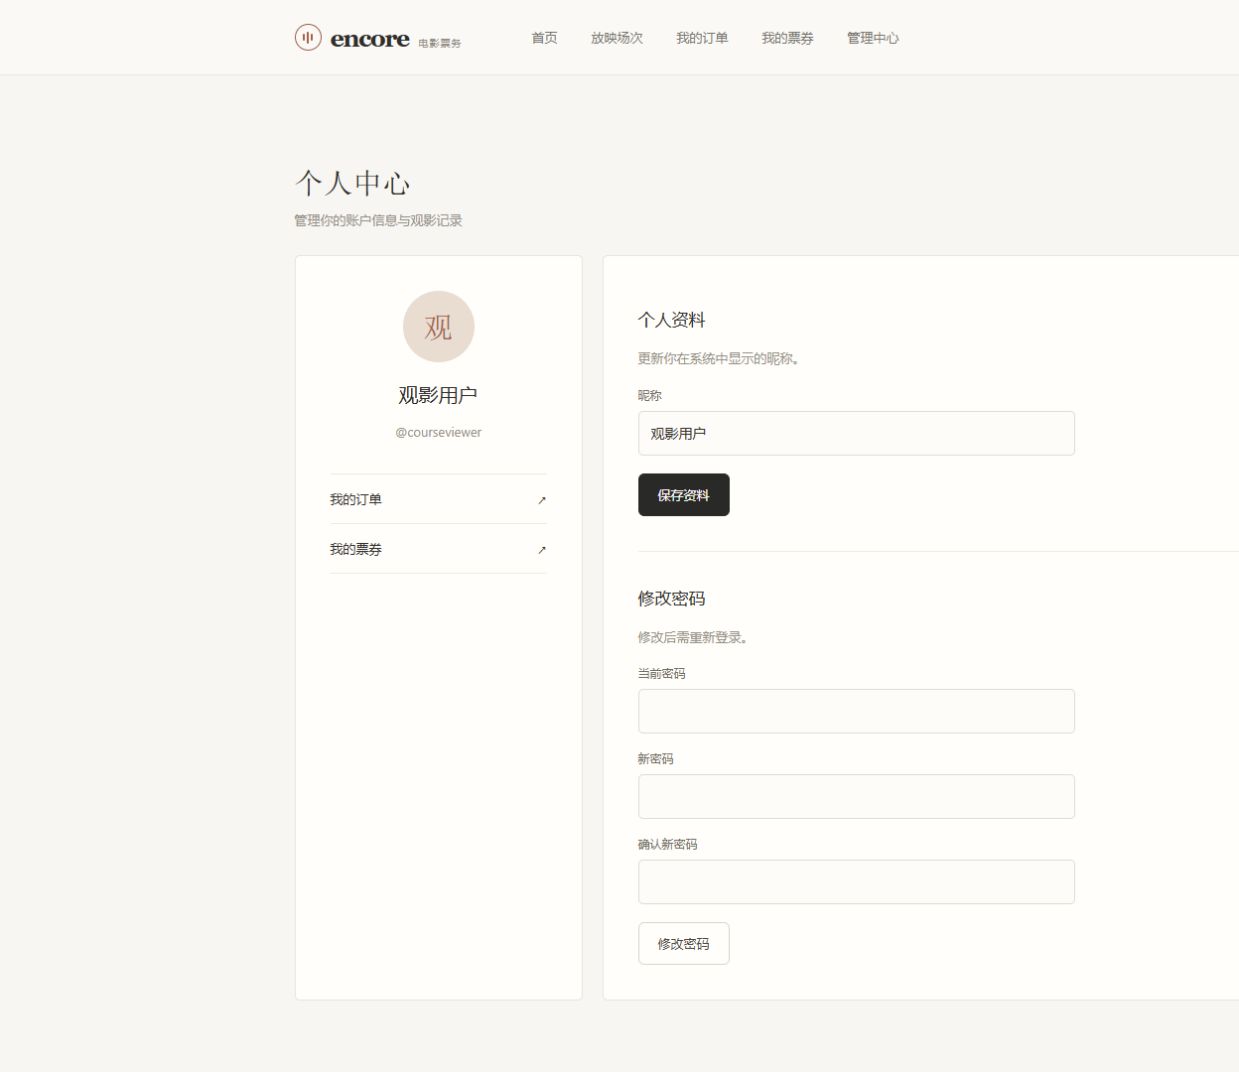 encore 电影票务 首页 放映场次 我的订单 我的票券 管理中心
个人中心
管理你的账户信息与观影记录
观
观影用户
@courseviewer
我的订单 ↗
我的票券 ↗
个人资料
更新你在系统中显示的昵称。
昵称
观影用户
保存资料
修改密码
修改后需重新登录。
当前密码
新密码
确认新密码
修改密码